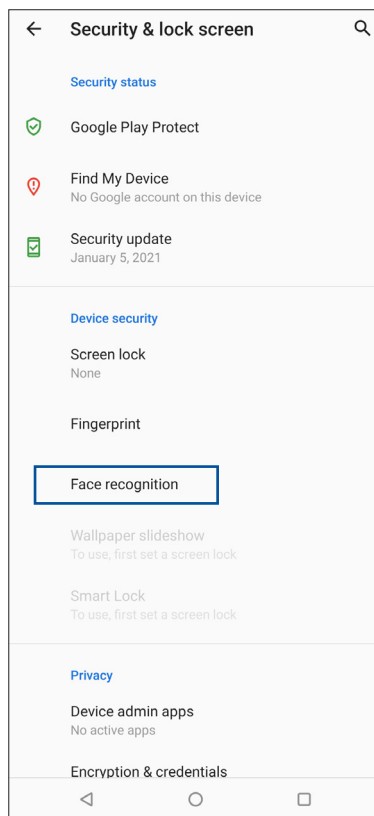 Security & lock screen
Security status
Google Play Protect
Find My Device
No Google account on this device
Security update
January 5, 2021
Device security
Screen lock
None
Fingerprint
Face recognition
Wallpaper slideshow
To use, first set a screen lock
Smart Lock
To use, first set a screen lock
Privacy
Device admin apps
No active apps
Encryption & credentials